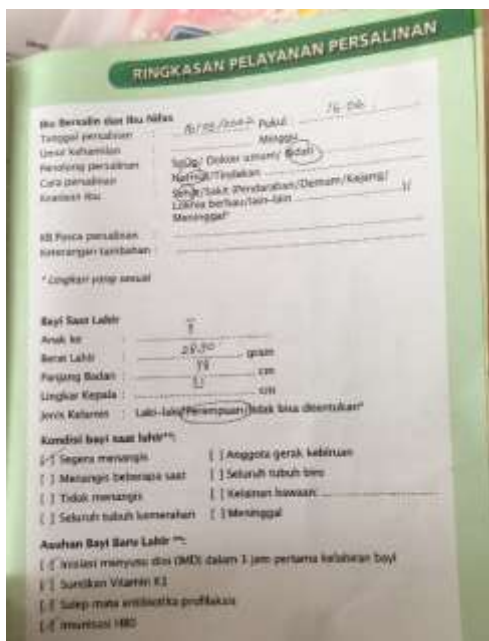 RINGKASAN PELAYANAN PERSALINAN
Ibu Bersalin dan Ibu Nifas
Tanggal persalinan : Pukul : 16.06
Umur Kehamilan : Minggu
Penolong persalinan : SpOG/ Dokter umum/ Bidan
Cara persalinan : Normal/Tindakan
Keadaan Ibu : Sehat/Sakit (Pendarahan/Demam/Kejang/
Lokhia berbau/lain-lain )/
Meninggal*
KB Pasca persalinan :
Keterangan tambahan :
* Lingkari yang sesuai
Bayi Saat Lahir
Anak ke :
Berat Lahir : gram
Panjang Badan : cm
Lingkar Kepala : cm
Jenis Kelamin : Laki-laki/Perempuan/tidak bisa ditentukan*
Kondisi bayi saat lahir**:
[✓] Segera menangis [ ] Anggota gerak kebiruan
[ ] Menangis beberapa saat [ ] Seluruh tubuh biru
[ ] Tidak menangis [ ] Kelainan bawaan:
[ ] Seluruh tubuh kemerahan [ ] Meninggal
Asuhan Bayi Baru Lahir **:
[✓] Inisiasi menyusu dini (IMD) dalam 1 jam pertama kelahiran bayi
[✓] Suntikan Vitamin K1
[✓] Salep mata antibiotika profilaksis
[✓] Imunisasi HB0